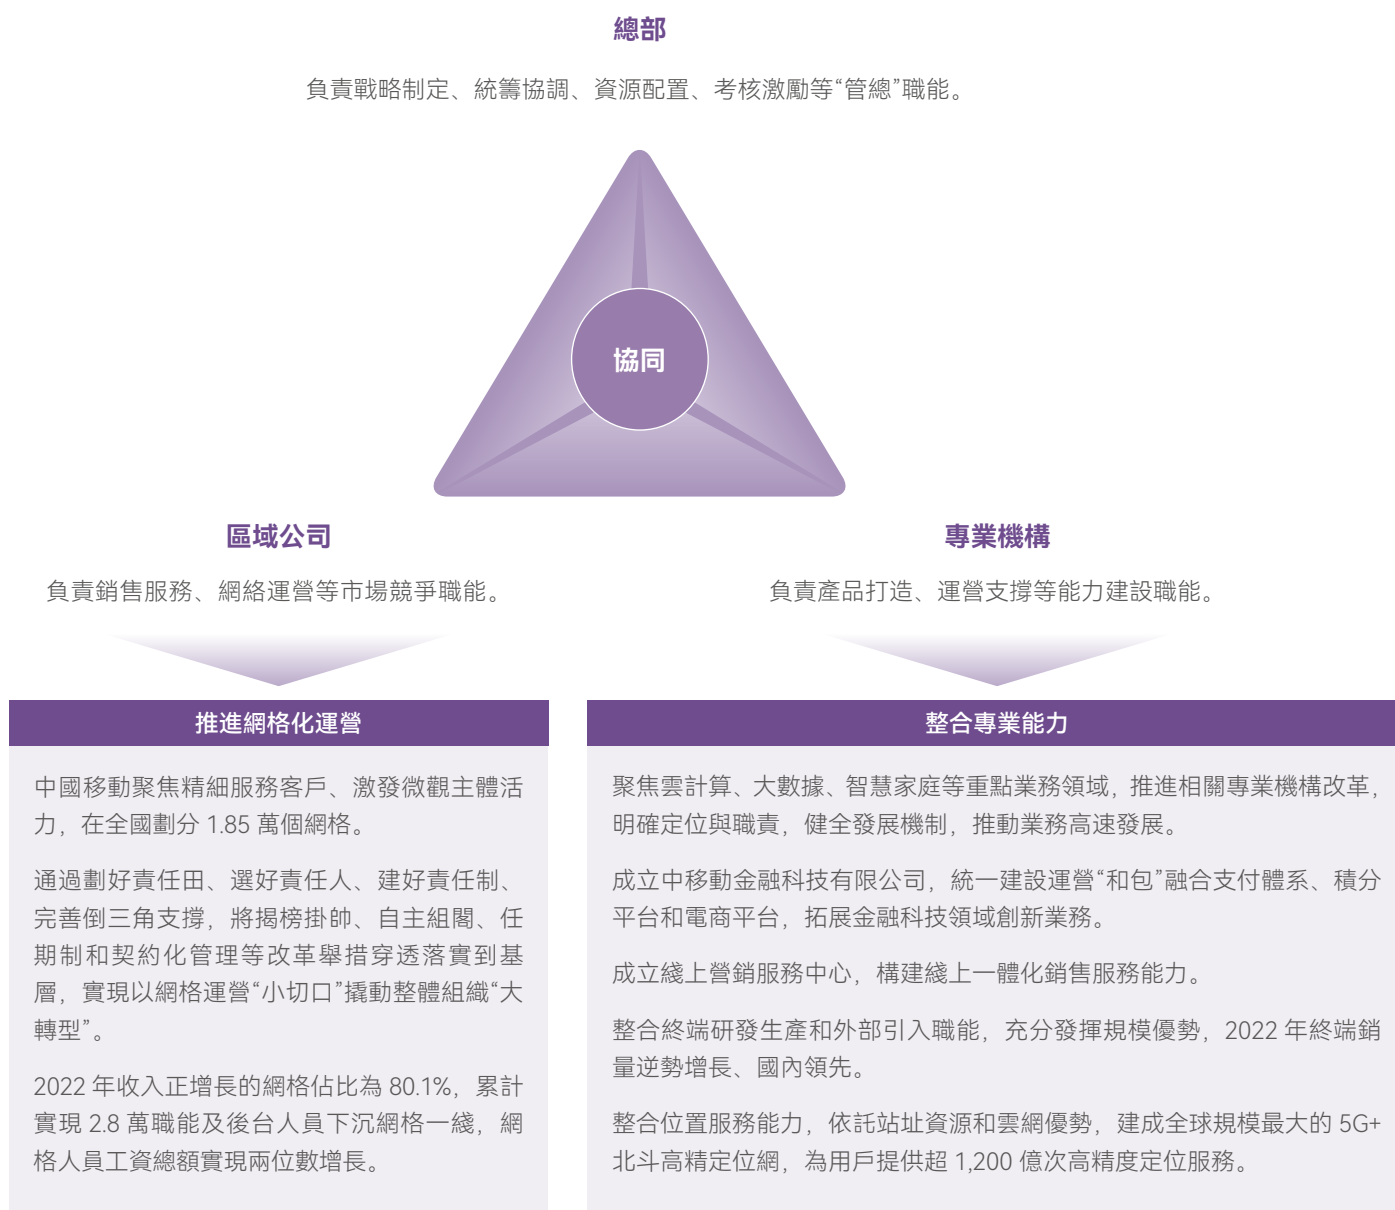 總部
負責戰略制定、統籌協調、資源配置、考核激勵等“管總”職能。
協同
區域公司
負責銷售服務、網絡運營等市場競爭職能。
專業機構
負責產品打造、運營支撐等能力建設職能。
推進網格化運營
中國移動聚焦精細服務客戶、激發微觀主體活
力，在全國劃分 1.85 萬個網格。
通過劃好責任田、選好責任人、建好責任制、
完善倒三角支撐，將揭榜掛帥、自主組閣、任
期制和契約化管理等改革舉措穿透落實到基
層，實現以網格運營“小切口”撬動整體組織“大
轉型”。
2022 年收入正增長的網格佔比為 80.1%，累計
實現 2.8 萬職能及後台人員下沉網格一綫，網
格人員工資總額實現兩位數增長。
整合專業能力
聚焦雲計算、大數據、智慧家庭等重點業務領域，推進相關專業機構改革，
明確定位與職責，健全發展機制，推動業務高速發展。
成立中移動金融科技有限公司，統一建設運營“和包”融合支付體系、積分
平台和電商平台，拓展金融科技領域創新業務。
成立綫上營銷服務中心，構建綫上一體化銷售服務能力。
整合終端研發生產和外部引入職能，充分發揮規模優勢，2022 年終端銷
量逆勢增長、國內領先。
整合位置服務能力，依託站址資源和雲網優勢，建成全球規模最大的 5G+
北斗高精定位網，為用戶提供超 1,200 億次高精度定位服務。